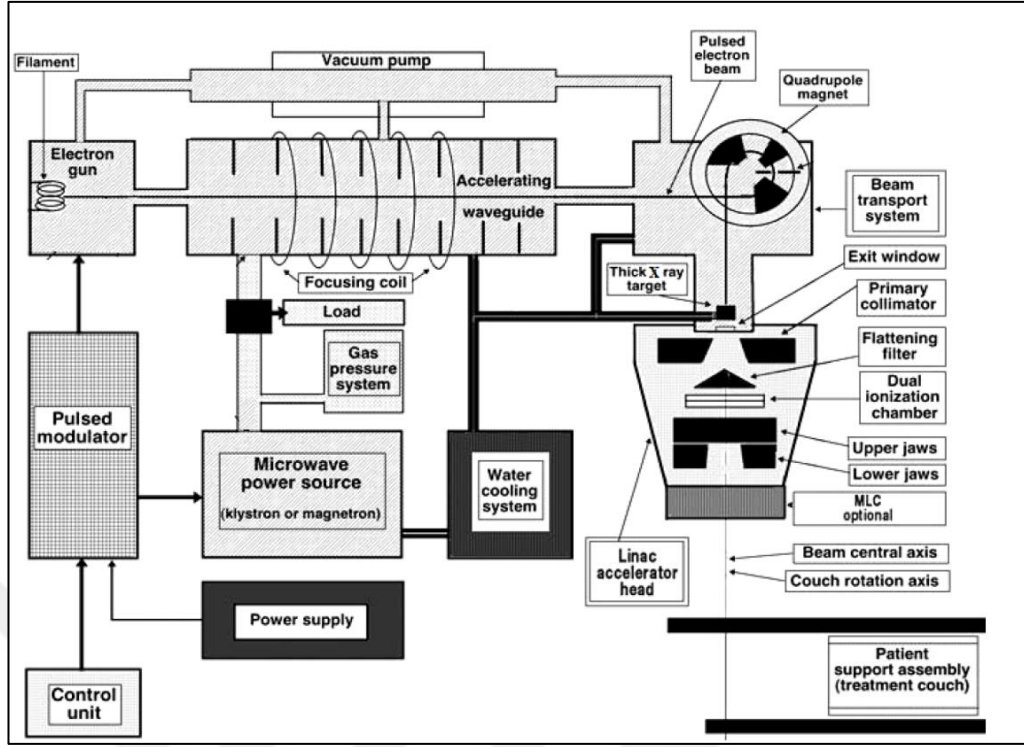 Filament
Vacuum pump
Pulsed
electron
beam
Quadrupole
magnet
Electron
gun
Accelerating
waveguide
Beam
transport
system
Focusing coil
Thick X ray
target
Exit window
Primary
collimator
Load
Gas
pressure
system
Flattening
filter
Dual
ionization
chamber
Pulsed
modulator
Upper jaws
Lower jaws
Microwave
power source
(klystron or magnetron)
Water
cooling
system
MLC
optional
Linac
accelerator
head
Beam central axis
Couch rotation axis
Power supply
Patient
support assembly
(treatment couch)
Control
unit